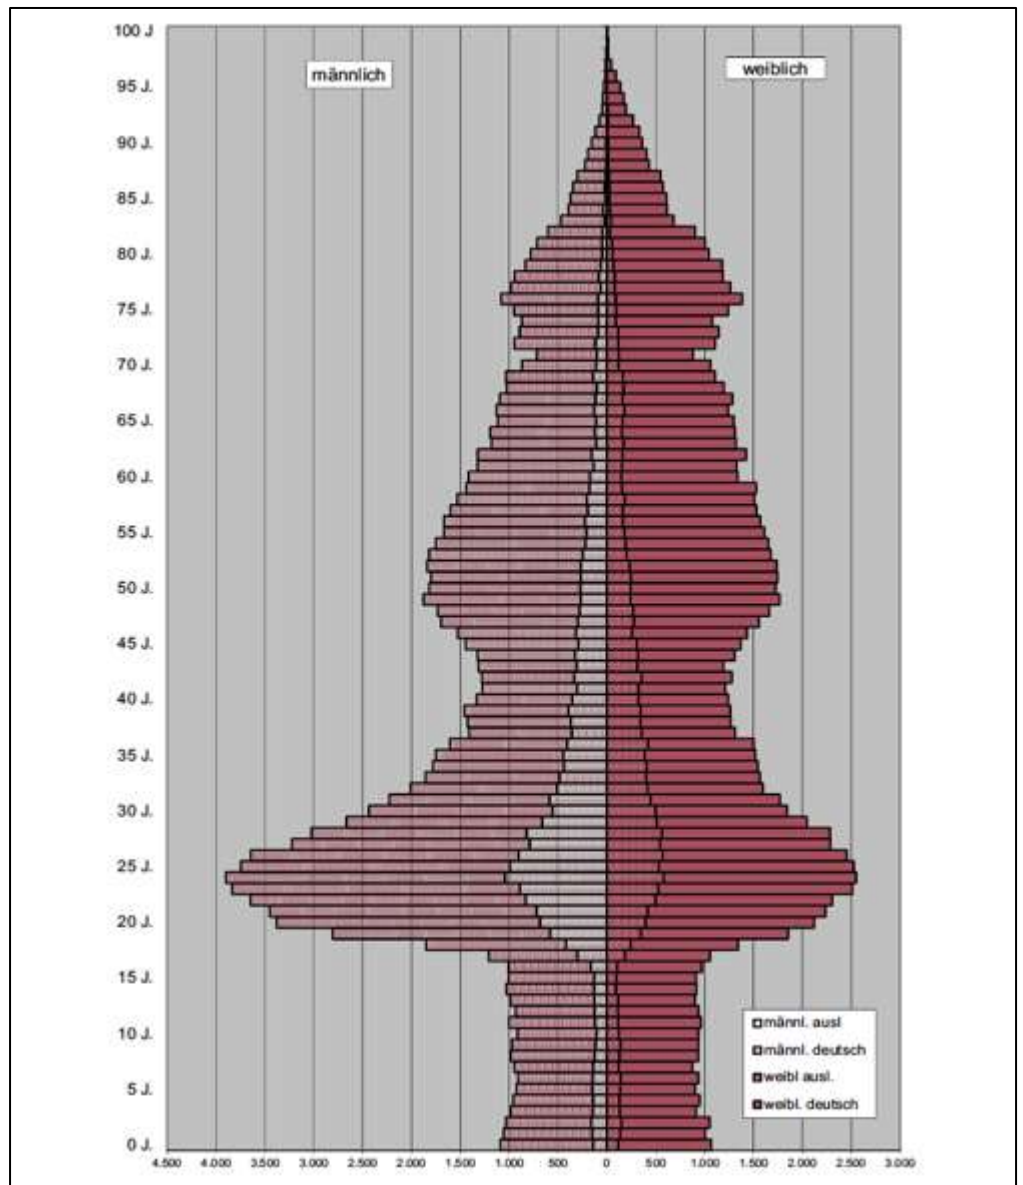 100 J
männlich
weiblich
95 J.
90 J.
85 J.
80 J.
75 J.
70 J.
65 J.
60 J.
55 J.
50 J.
45 J.
40 J.
35 J.
30 J.
25 J.
20 J.
15 J.
10 J.
5 J.
0 J.
männl. ausl
männl. deutsch
weibl ausl.
weibl. deutsch
4.500 4.000 3.500 3.000 2.500 2.000 1.500 1.000 500 0 500 1.000 1.500 2.000 2.500 3.000